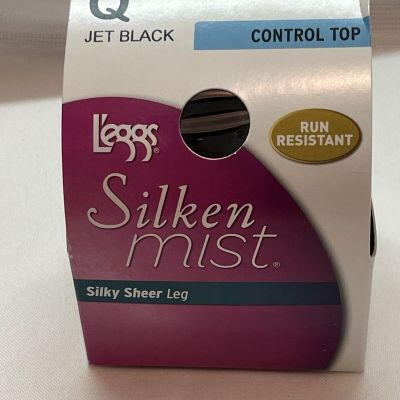 Q
JET BLACK
CONTROL TOP
L'eggs®
RUN
RESISTANT
Silken
mist®
Silky Sheer Leg